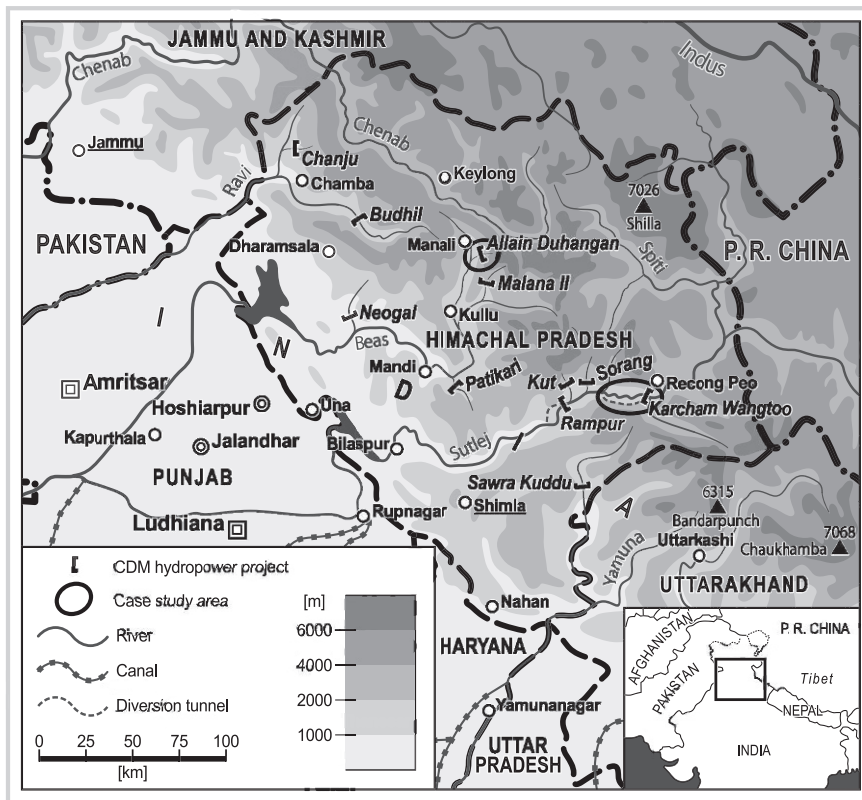 JAMMU AND KASHMIR
Chenab
Indus
Jammu
Chenab
Chanju
Ravi
Chamba
Keylong
7026
Shilla
Budhil
PAKISTAN
Dharamsala
Manali
Allain Duhangan
Spiti
P. R. CHINA
Malana II
I
Neogal
Kullu
N
Beas
HIMACHAL PRADESH
Mandi
D
Patikari
Kut
Sorang
Recong Peo
Amritsar
Hoshiarpur
Una
Rampur
Karcham Wangtoo
Kapurthala
Jalandhar
Bilaspur
Sutlej
PUNJAB
Sawra Kuddu
A
6315
Bandarpunch
Shimla
Rupnagar
Ludhiana
Yamuna
Uttarkashi
7068
Chaukhamba
UTTARAKHAND
CDM hydropower project
Case study area
River
Canal
Diversion tunnel
0 25 50 75 100
[km]
[m]
6000
4000
2000
1000
Nahan
HARYANA
Yamunanagar
UTTAR
PRADESH
AFGHANISTAN
P. R. CHINA
PAKISTAN
Tibet
NEPAL
INDIA